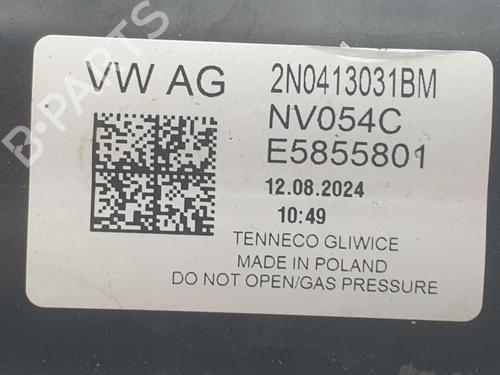 B-PARTS
VW AG 2N0413031BM
NV054C
E5855801
12.08.2024
10:49
TENNECO GLIWICE
MADE IN POLAND
DO NOT OPEN/GAS PRESSURE